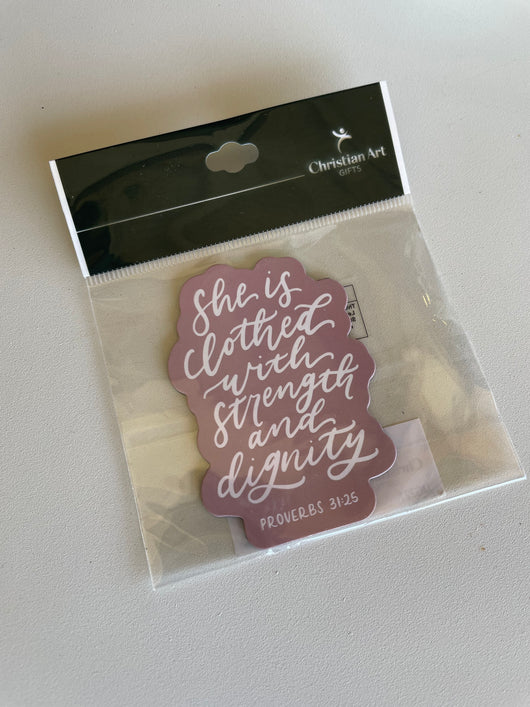 Christian Art
GIFTS
She is
clothed
with
strength
and
dignity
PROVERBS 31:25